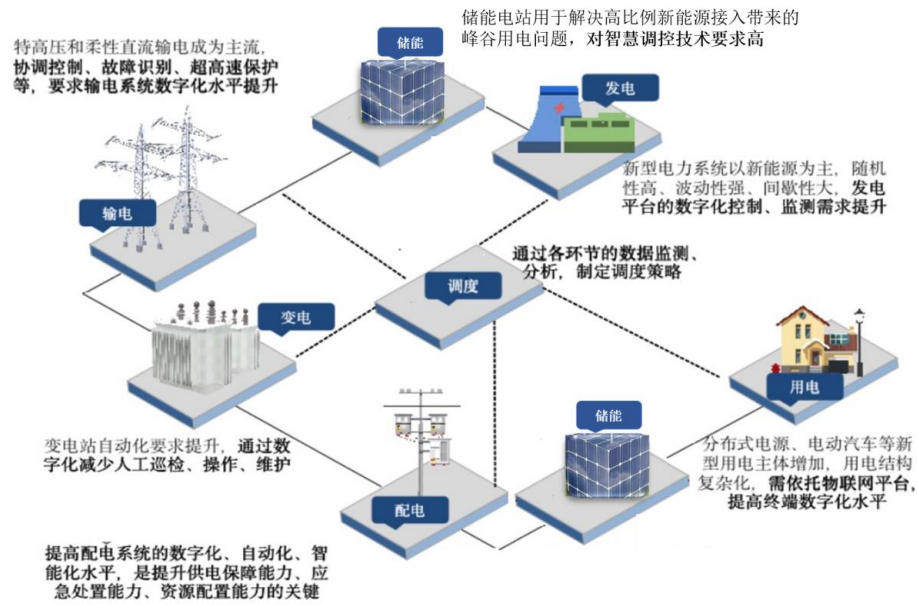 储能电站用于解决高比例新能源接入带来的
峰谷用电问题，对智慧调控技术要求高
储能
特高压和柔性直流输电成为主流，
协调控制、故障识别、超高速保护
等，要求输电系统数字化水平提升
发电
新型电力系统以新能源为主，随机
性高、波动性强、间歇性大，发电
平台的数字化控制、监测需求提升
输电
通过各环节的数据监测、
分析，制定调度策略
调度
变电
用电
变电站自动化要求提升，通过数
字化减少人工巡检、操作、维护
储能
分布式电源、电动汽车等新
型用电主体增加，用电结构
复杂化，需依托物联网平台，
提高终端数字化水平
配电
提高配电系统的数字化、自动化、智
能化水平，是提升供电保障能力、应
急处置能力、资源配置能力的关键